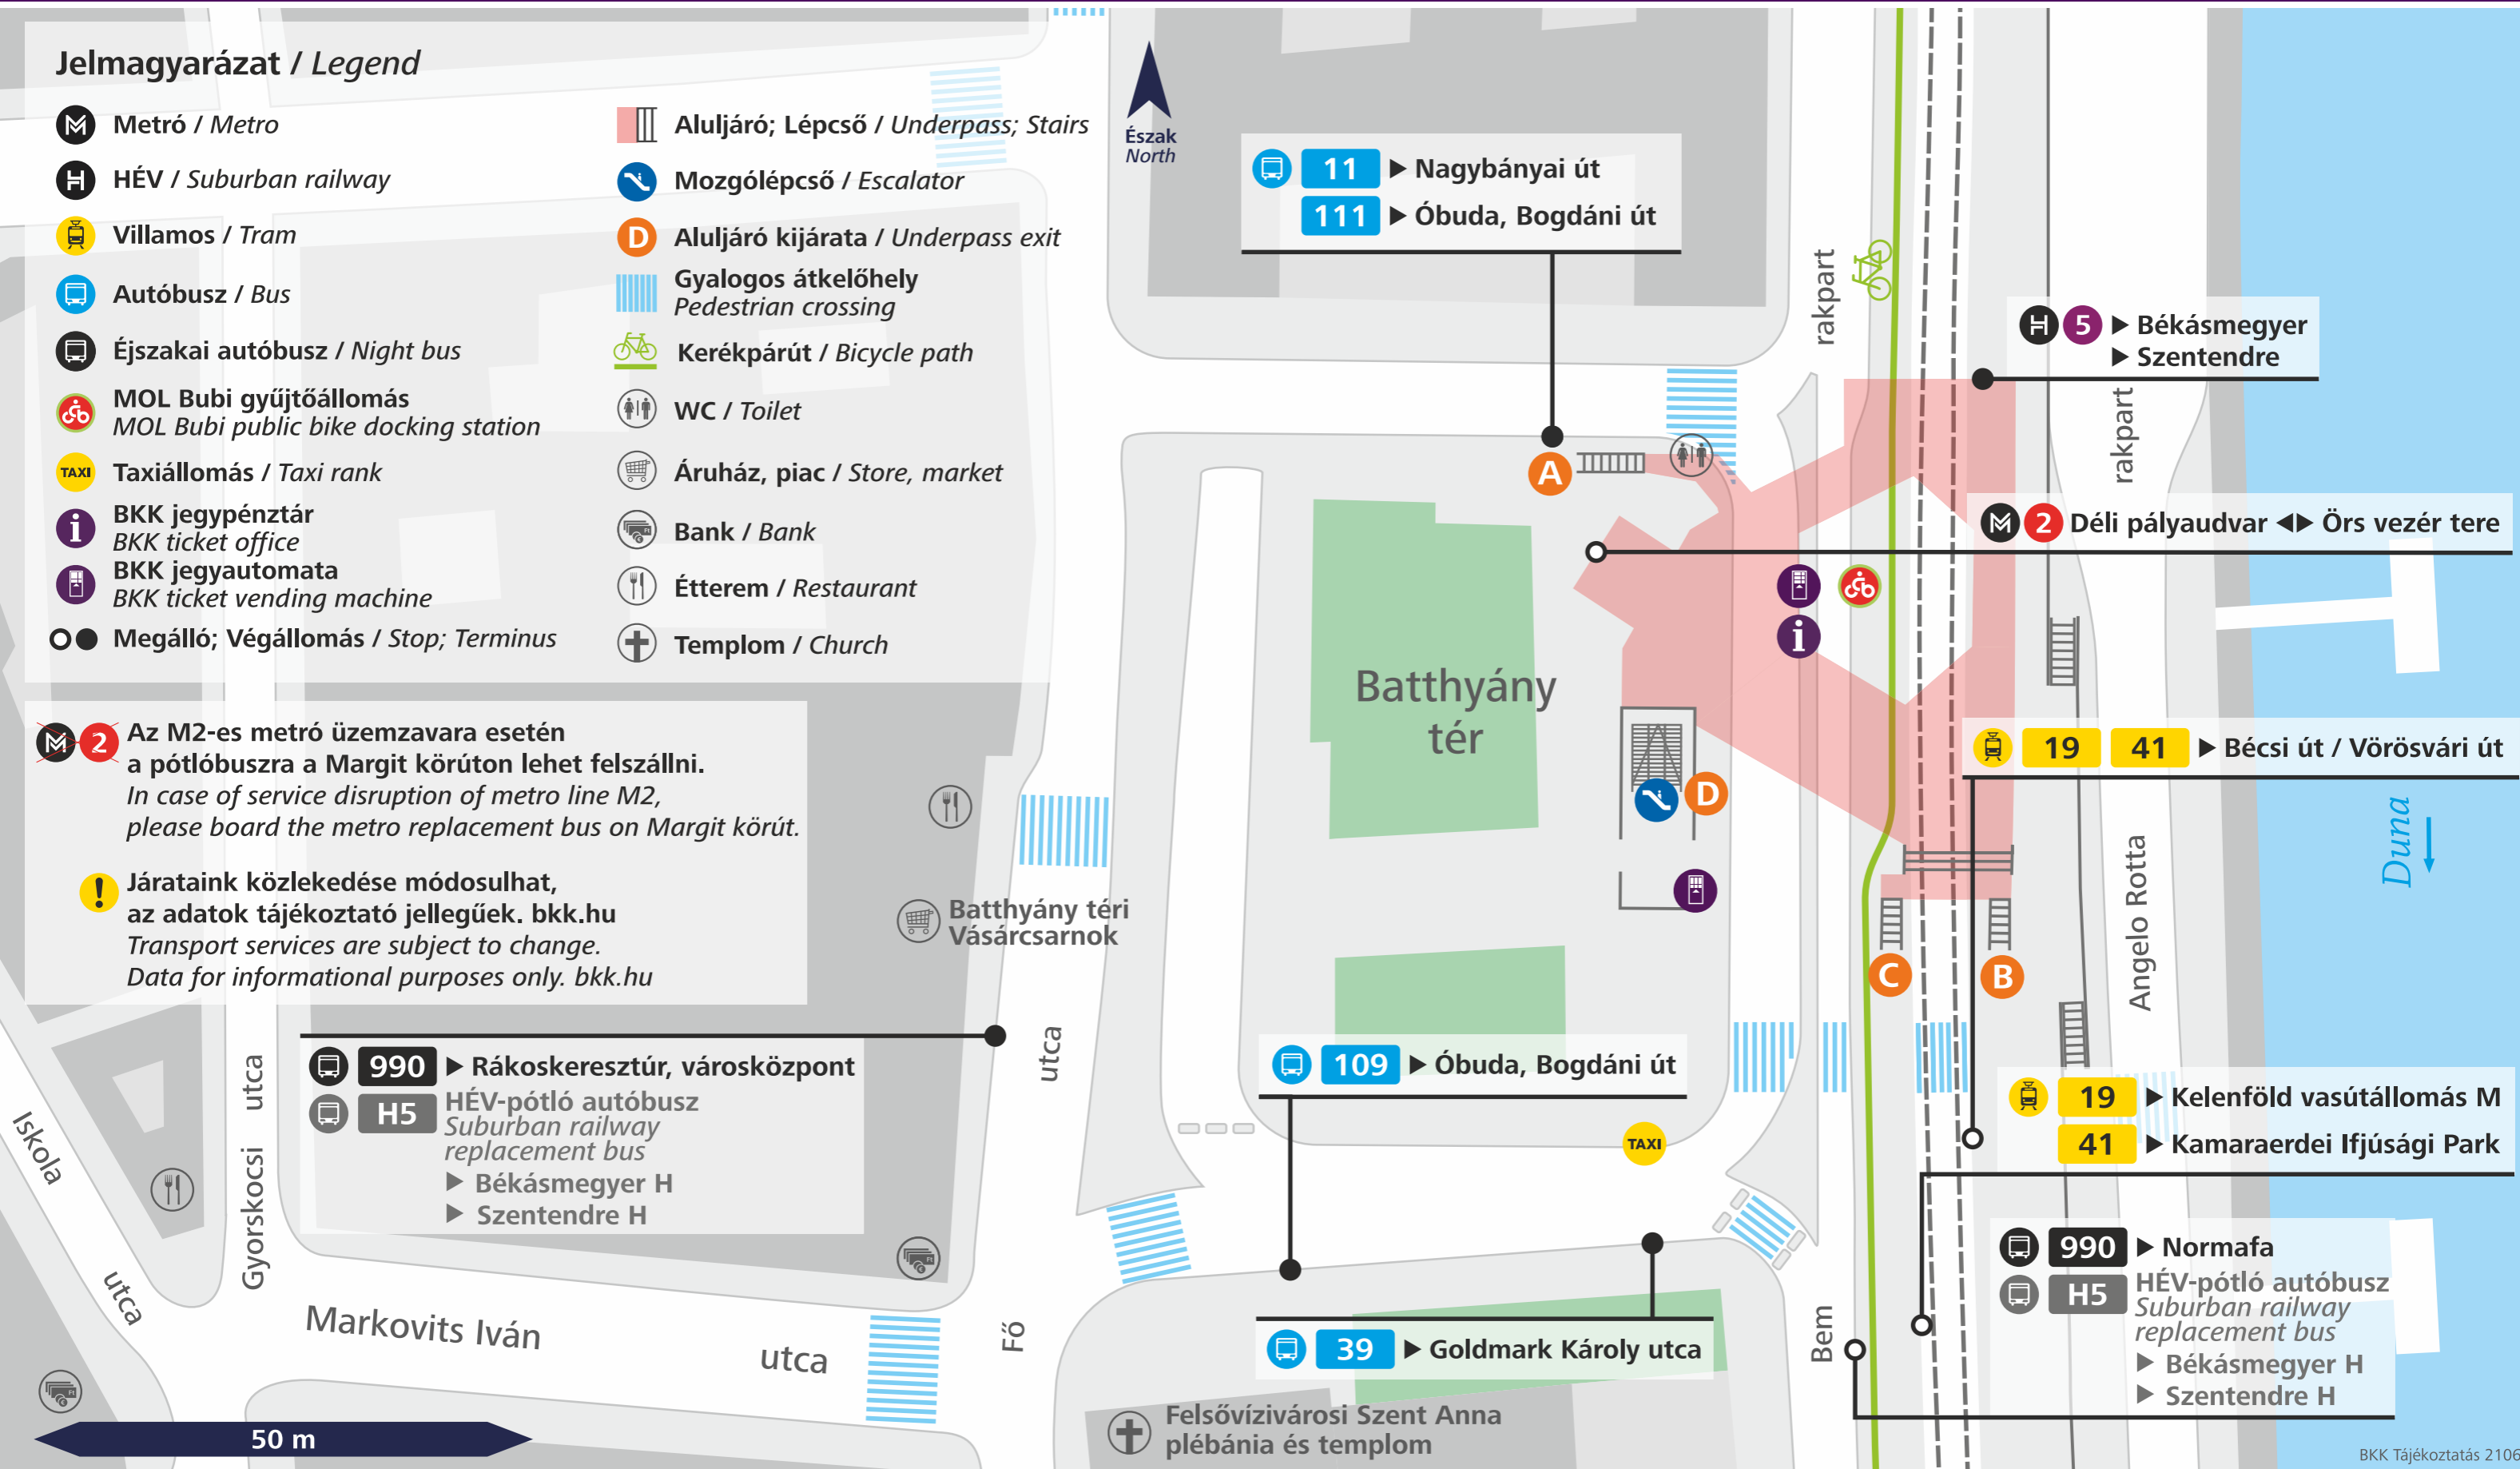 Jelmagyarázat / Legend
Metró / Metro
HÉV / Suburban railway
Villamos / Tram
Autóbusz / Bus
Éjszakai autóbusz / Night bus
MOL Bubi gyűjtőállomás
MOL Bubi public bike docking station
TAXI Taxiállomás / Taxi rank
i BKK jegypénztár
BKK ticket office
BKK jegyautomata
BKK ticket vending machine
Megálló; Végállomás / Stop; Terminus
Aluljáró; Lépcső / Underpass; Stairs
Mozgólépcső / Escalator
D Aluljáró kijárata / Underpass exit
Gyalogos átkelőhely
Pedestrian crossing
Kerékpárút / Bicycle path
WC / Toilet
Áruház, piac / Store, market
Bank / Bank
Étterem / Restaurant
Templom / Church
M 2 Az M2-es metró üzemzavara esetén
a pótlóbuszra a Margit körúton lehet felszállni.
In case of service disruption of metro line M2,
please board the metro replacement bus on Margit körút.
! Járataink közlekedése módosulhat,
az adatok tájékoztató jellegűek. bkk.hu
Transport services are subject to change.
Data for informational purposes only. bkk.hu
Észak
North
11 ▶ Nagybányai út
111 ▶ Óbuda, Bogdáni út
A
rakpart
H 5 ▶ Békásmegyer
▶ Szentendre
rakpart
M 2 Déli pályaudvar ◀▶ Örs vezér tere
i
Batthyány
tér
D
19 41 ▶ Bécsi út / Vörösvári út
Duna
Angelo Rotta
C
B
Batthyány téri
Vásárcsarnok
990 ▶ Rákoskeresztúr, városközpont
H5 HÉV-pótló autóbusz
Suburban railway
replacement bus
▶ Békásmegyer H
▶ Szentendre H
utca
109 ▶ Óbuda, Bogdáni út
TAXI
19 ▶ Kelenföld vasútállomás M
41 ▶ Kamaraerdei Ifjúsági Park
990 ▶ Normafa
H5 HÉV-pótló autóbusz
Suburban railway
replacement bus
▶ Békásmegyer H
▶ Szentendre H
39 ▶ Goldmark Károly utca
Bem
Fő
Iskola
utca
Gyorskocsi utca
Markovits Iván
utca
Felsővízivárosi Szent Anna
plébánia és templom
50 m
BKK Tájékoztatás 2106